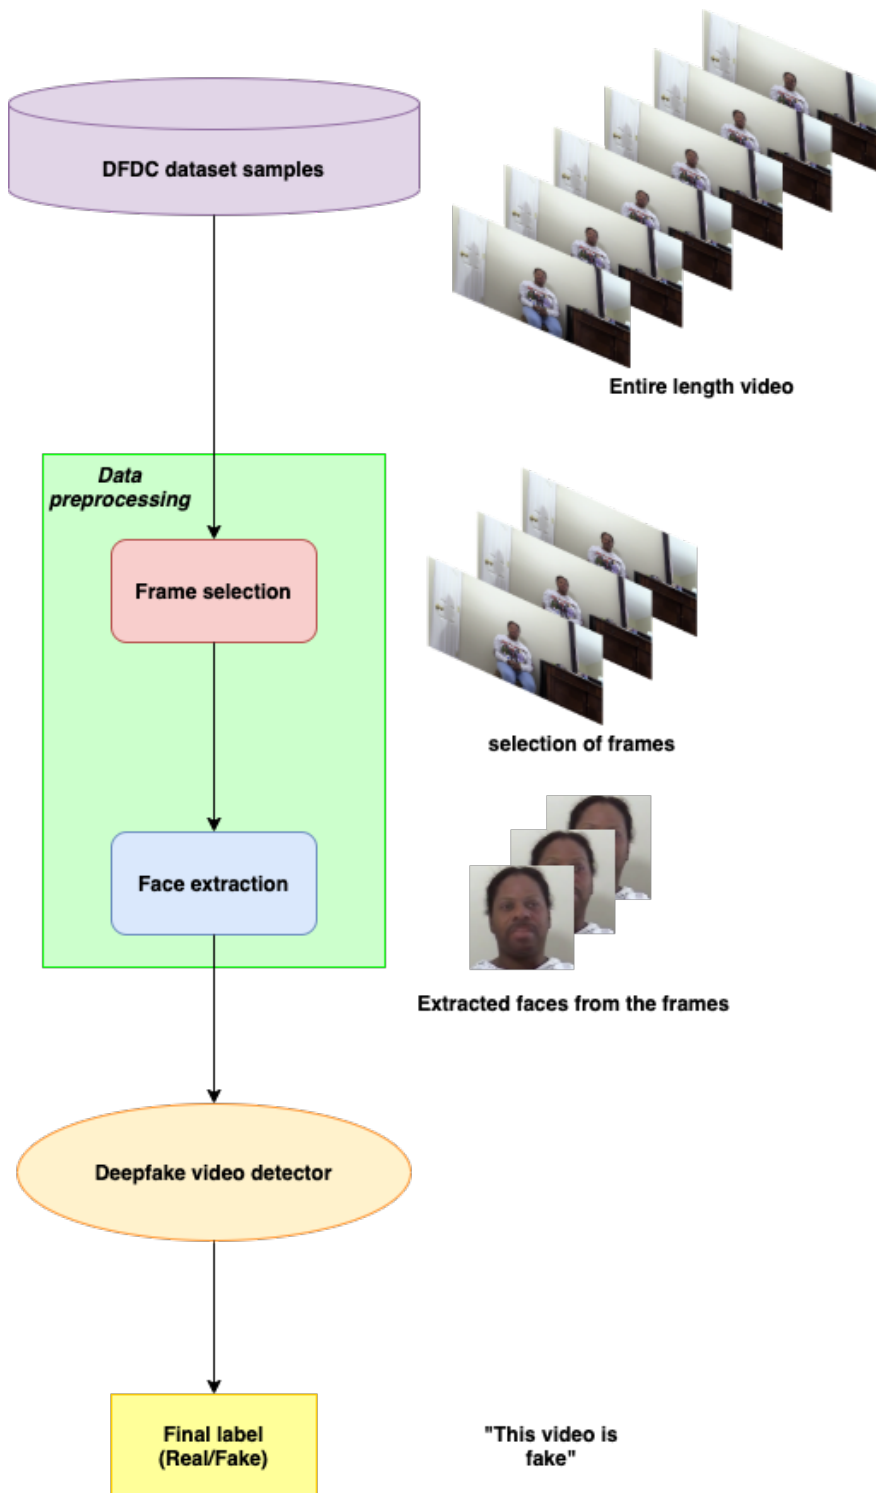 DFDC dataset samples
Entire length video
Data
preprocessing
Frame selection
selection of frames
Face extraction
Extracted faces from the frames
Deepfake video detector
Final label
(Real/Fake)
"This video is
fake"